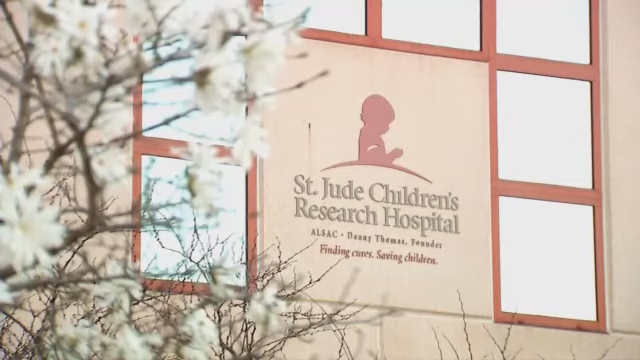 St. Jude Children's
Research Hospital
ALSAC · Danny Thomas, Founder
Finding cures. Saving children.